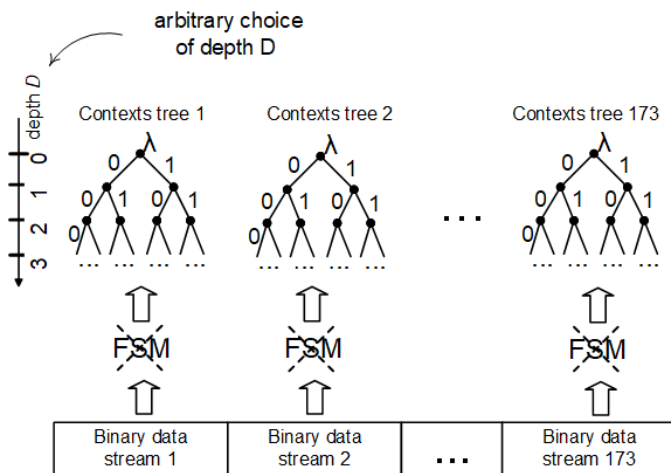 arbitrary choice
of depth D
depth D
0
1
2
3
Contexts tree 1
λ
0 1
0 1 0 1
0
... ... ... ...
Contexts tree 2
λ
0 1
0 1 0 1
0
... ... ... ...
...
Contexts tree 173
λ
0 1
0 1 0 1
0
... ... ... ...
FSM
FSM
FSM
Binary data
stream 1
Binary data
stream 2
...
Binary data
stream 173